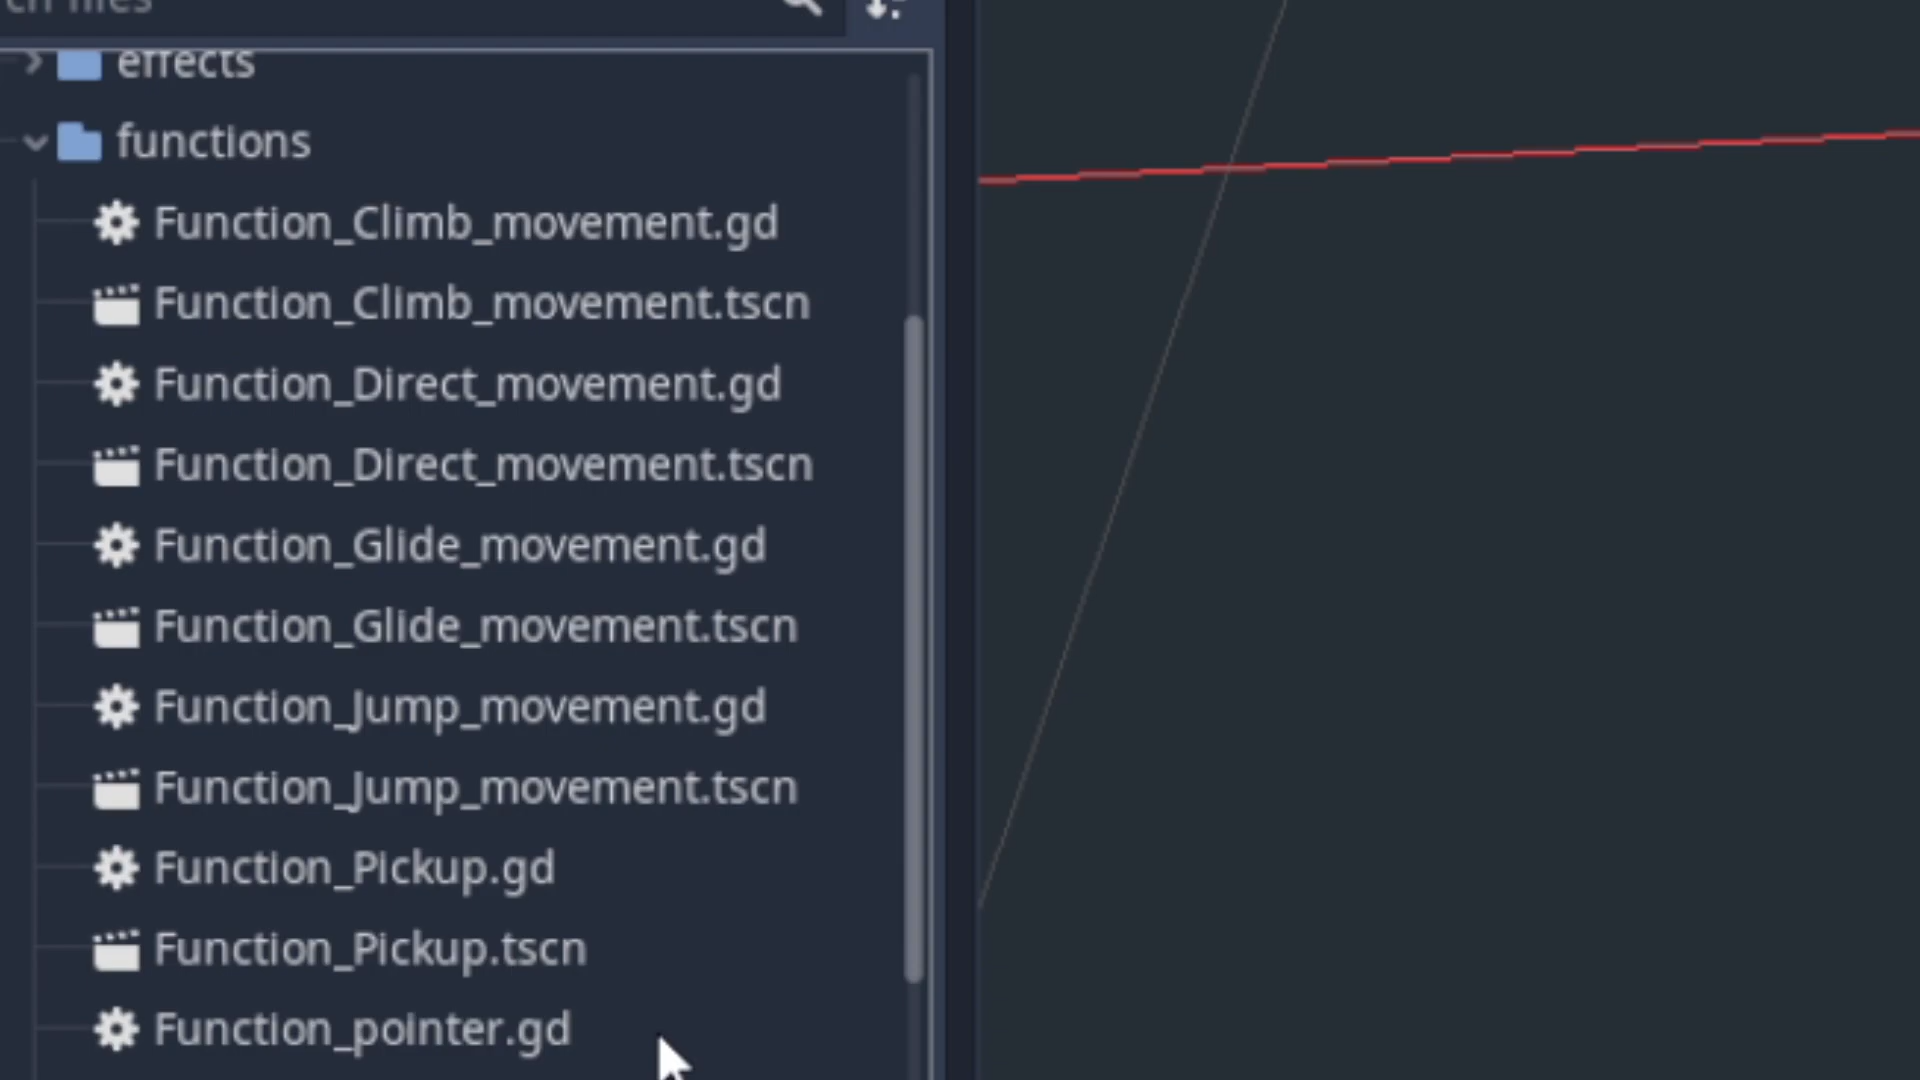 files
effects
functions
Function_Climb_movement.gd
Function_Climb_movement.tscn
Function_Direct_movement.gd
Function_Direct_movement.tscn
Function_Glide_movement.gd
Function_Glide_movement.tscn
Function_Jump_movement.gd
Function_Jump_movement.tscn
Function_Pickup.gd
Function_Pickup.tscn
Function_pointer.gd